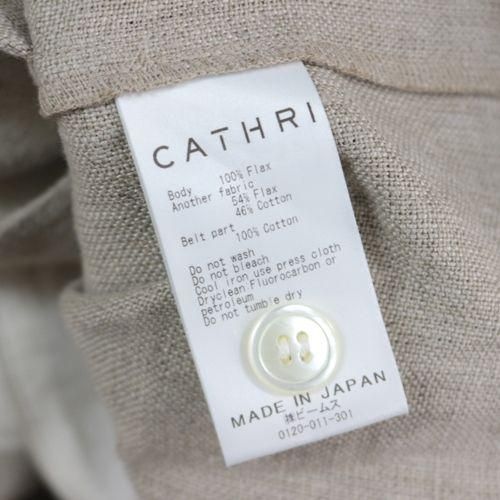 CATHRI
Body 100% Flax
Another fabric
54% Flax
46% Cotton
Belt part 100% Cotton
Do not wash
Do not bleach
Cool iron use press cloth
Dryclean:Fluorocarbon or
petroleum
Do not tumble dry
MADE IN JAPAN
㈱ビームス
0120-011-301